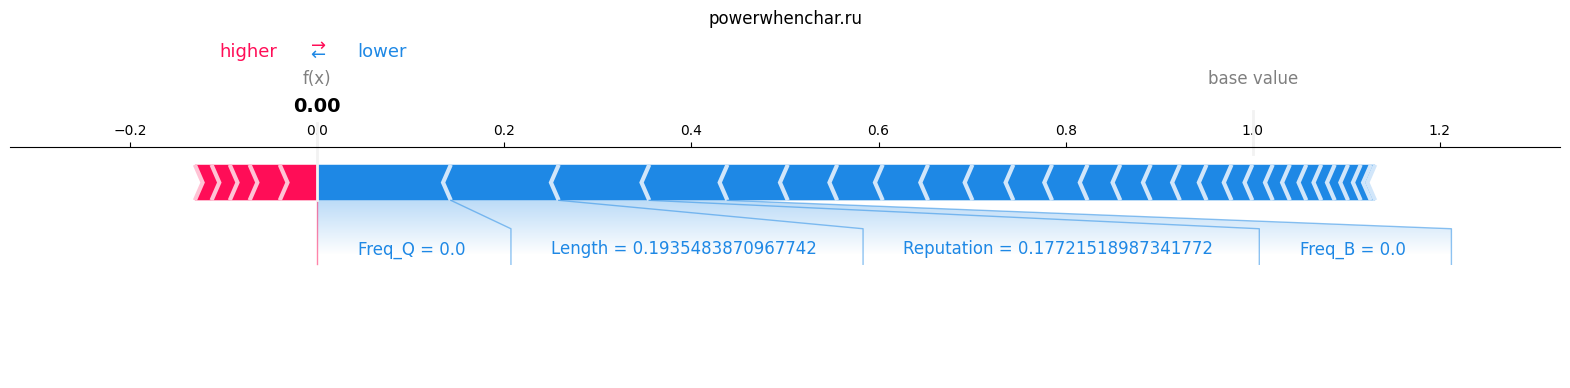 powerwhenchar.ru
higher ⇄ lower
f(x) base value
0.00
−0.2 0.0 0.2 0.4 0.6 0.8 1.0 1.2
Freq_Q = 0.0 Length = 0.1935483870967742 Reputation = 0.17721518987341772 Freq_B = 0.0